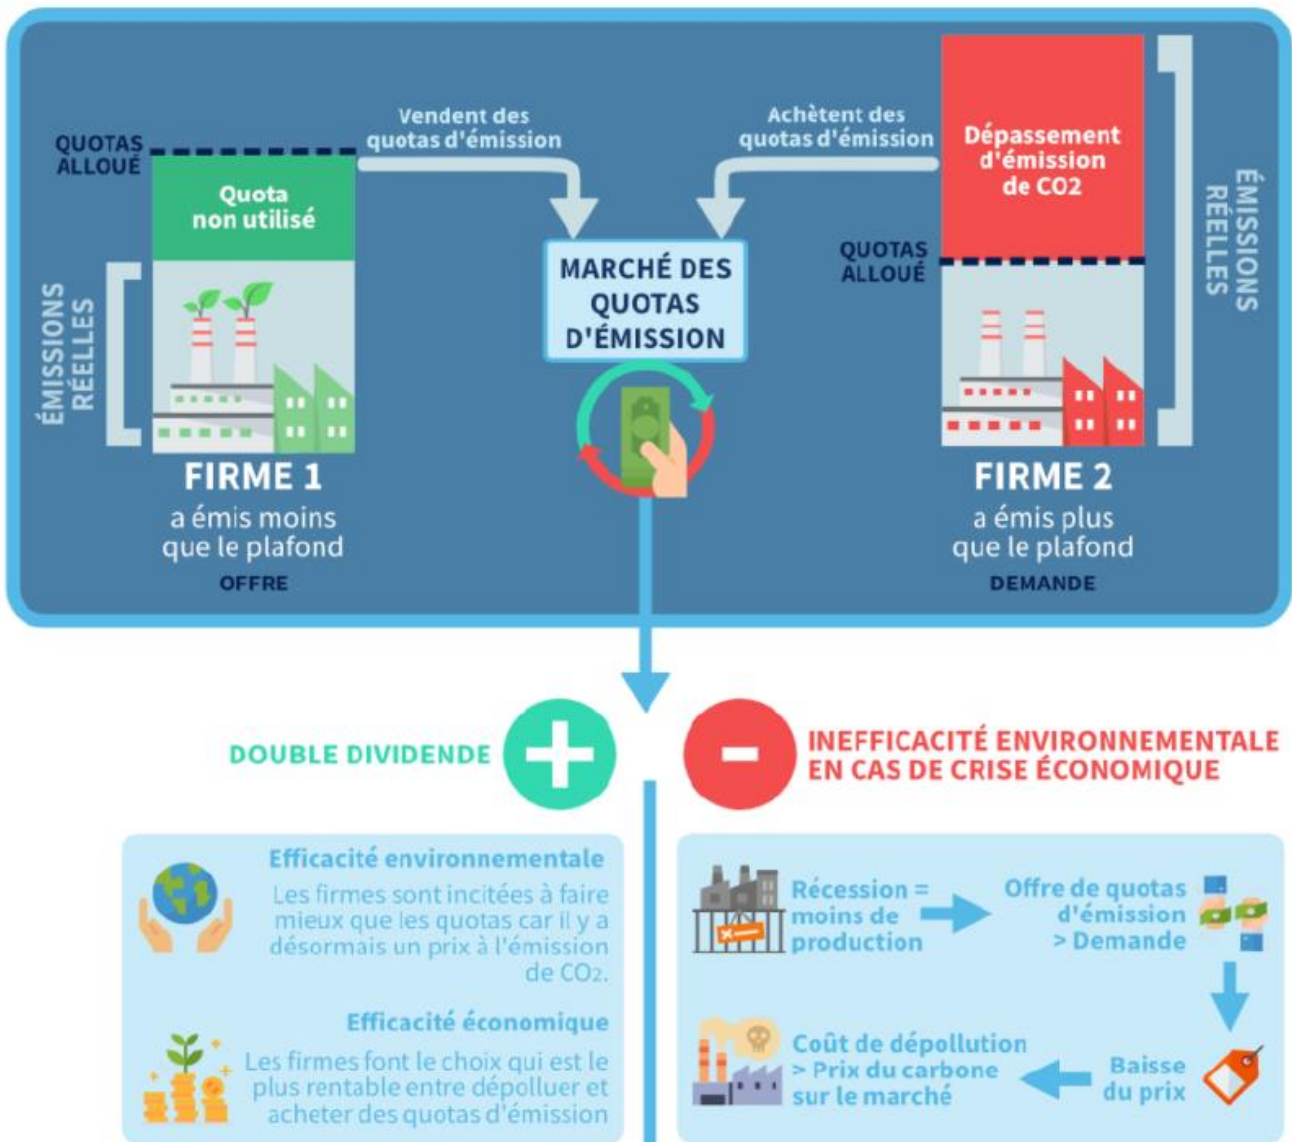 QUOTAS
ALLOUÉ
Quota
non utilisé
ÉMISSIONS
RÉELLES
FIRME 1
a émis moins
que le plafond
OFFRE
Vendent des
quotas d'émission
Achètent des
quotas d'émission
MARCHÉ DES
QUOTAS
D'ÉMISSION
Dépassement
d'émission
de CO2
QUOTAS
ALLOUÉ
ÉMISSIONS
RÉELLES
FIRME 2
a émis plus
que le plafond
DEMANDE
DOUBLE DIVIDENDE
+
-
INEFFICACITÉ ENVIRONNEMENTALE
EN CAS DE CRISE ÉCONOMIQUE
Efficacité environnementale
Les firmes sont incitées à faire
mieux que les quotas car il y a
désormais un prix à l'émission
de CO₂.
Efficacité économique
Les firmes font le choix qui est le
plus rentable entre dépolluer et
acheter des quotas d'émission
Récession =
moins de
production
Offre de quotas
d'émission
> Demande
Baisse
du prix
Coût de dépollution
> Prix du carbone
sur le marché